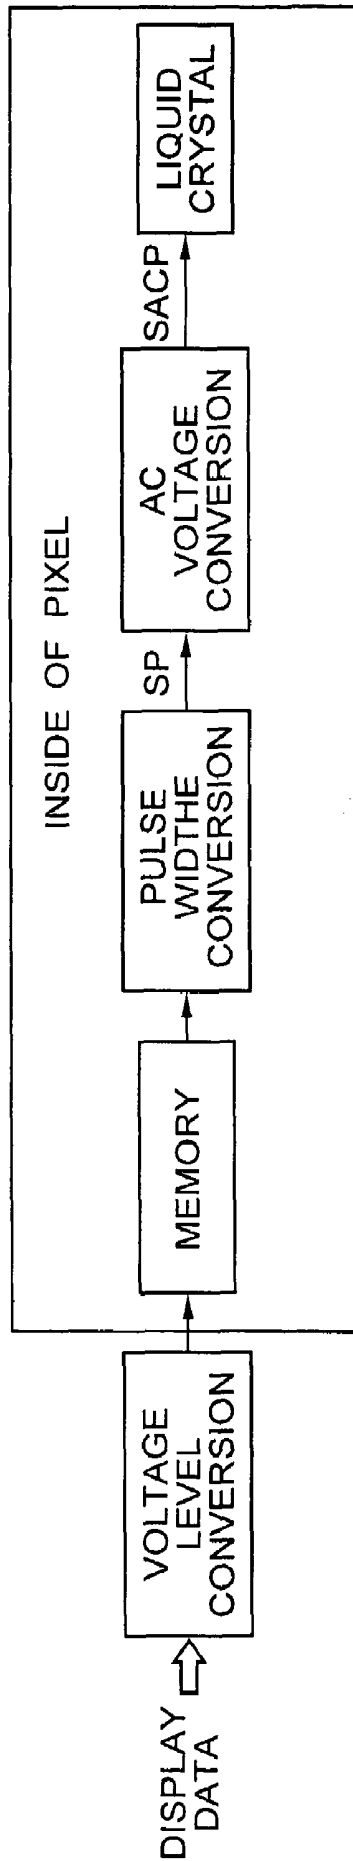 INSIDE OF PIXEL
DISPLAY
DATA
VOLTAGE
LEVEL
CONVERSION
MEMORY
PULSE
WIDTHE
CONVERSION
SP
AC
VOLTAGE
CONVERSION
SACP
LIQUID
CRYSTAL